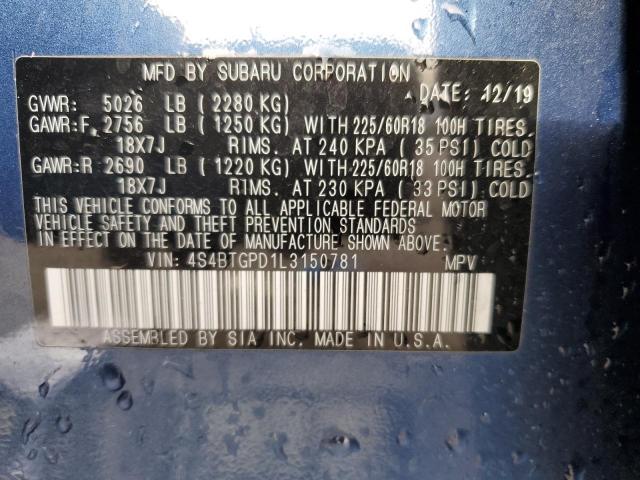 MFD BY SUBARU CORPORATION DATE: 12/19
GVWR: 5026 LB (2280 KG)
GAWR:F 2756 LB (1250 KG) WITH 225/60R18 100H TIRES,
18X7J RIMS, AT 240 KPA (35 PSI) COLD
GAWR:R 2690 LB (1220 KG) WITH 225/60R18 100H TIRES,
18X7J RIMS, AT 230 KPA (33 PSI) COLD
THIS VEHICLE CONFORMS TO ALL APPLICABLE FEDERAL MOTOR
VEHICLE SAFETY AND THEFT PREVENTION STANDARDS
IN EFFECT ON THE DATE OF MANUFACTURE SHOWN ABOVE.
VIN: 4S4BTGPD1L3150781 MPV
ASSEMBLED BY SIA, INC. MADE IN U.S.A.